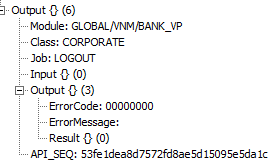 Output {} (6)
Module: GLOBAL/VNM/BANK_VP
Class: CORPORATE
Job: LOGOUT
Input {} (0)
Output {} (3)
ErrorCode: 00000000
ErrorMessage:
Result {} (0)
API_SEQ: 53fe1dea8d7572fd8ae5d15095e5da1c